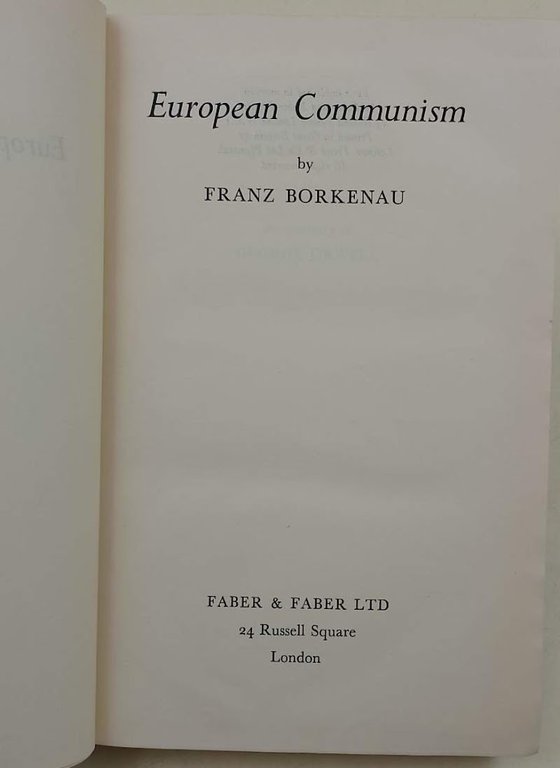 European Communism
by
FRANZ BORKENAU
FABER & FABER LTD
24 Russell Square
London